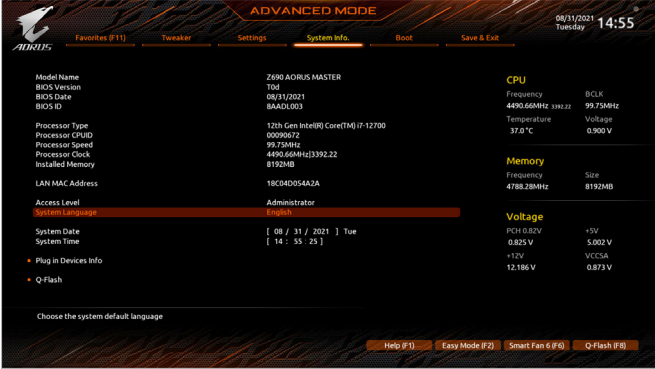 ADVANCED MODE
08/31/2021 Tuesday 14:55
AORUS
Favorites (F11) Tweaker Settings System Info. Boot Save & Exit
Model Name Z690 AORUS MASTER
BIOS Version T0d
BIOS Date 08/31/2021
BIOS ID 8AADL003
Processor Type 12th Gen Intel(R) Core(TM) i7-12700
Processor CPUID 00090672
Processor Speed 99.75MHz
Processor Clock 4490.66MHz|3392.22
Installed Memory 8192MB
LAN MAC Address 18C04D054A2A
Access Level Administrator
System Language English
System Date [ 08 / 31 / 2021 ] Tue
System Time [ 14 : 55 : 25 ]
Plug in Devices Info
Q-Flash
Choose the system default language
CPU
Frequency BCLK
4490.66MHz 3392.22 99.75MHz
Temperature Voltage
37.0 °C 0.900 V
Memory
Frequency Size
4788.28MHz 8192MB
Voltage
PCH 0.82V +5V
0.825 V 5.002 V
+12V VCCSA
12.186 V 0.873 V
Help (F1) Easy Mode (F2) Smart Fan 6 (F6) Q-Flash (F8)